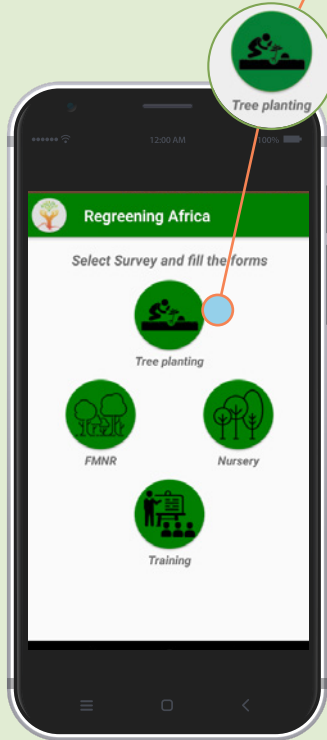 Tree planting
12:00 AM
100%
Regreening Africa
Select Survey and fill the forms
Tree planting
FMNR
Nursery
Training